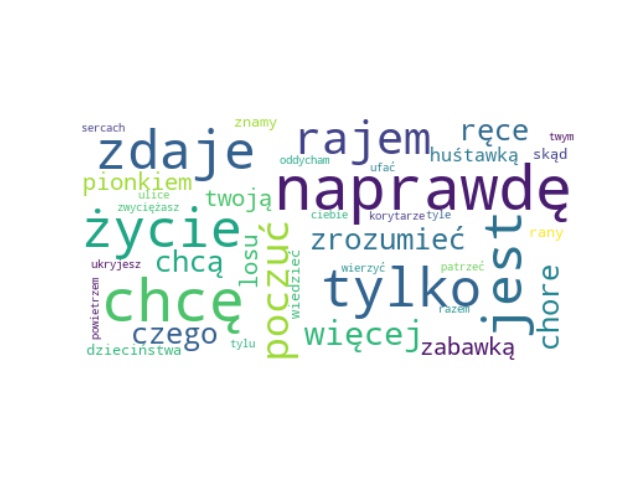 sercach
znamy
zdaje
rajem
ręce
twym
oddycham
huśtawką
skąd
ufać
pionkiem
ulice
twoją
naprawdę
zwyciężasz
życie
ciebie
korytarze
tyle
rany
poczuć
zrozumieć
jest
losu
chcą
ukryjesz
wiedzieć
wierzyć
patrzeć
chore
powietrzem
chcę
tylko
razem
czego
więcej
zabawką
dzieciństwa
tylu